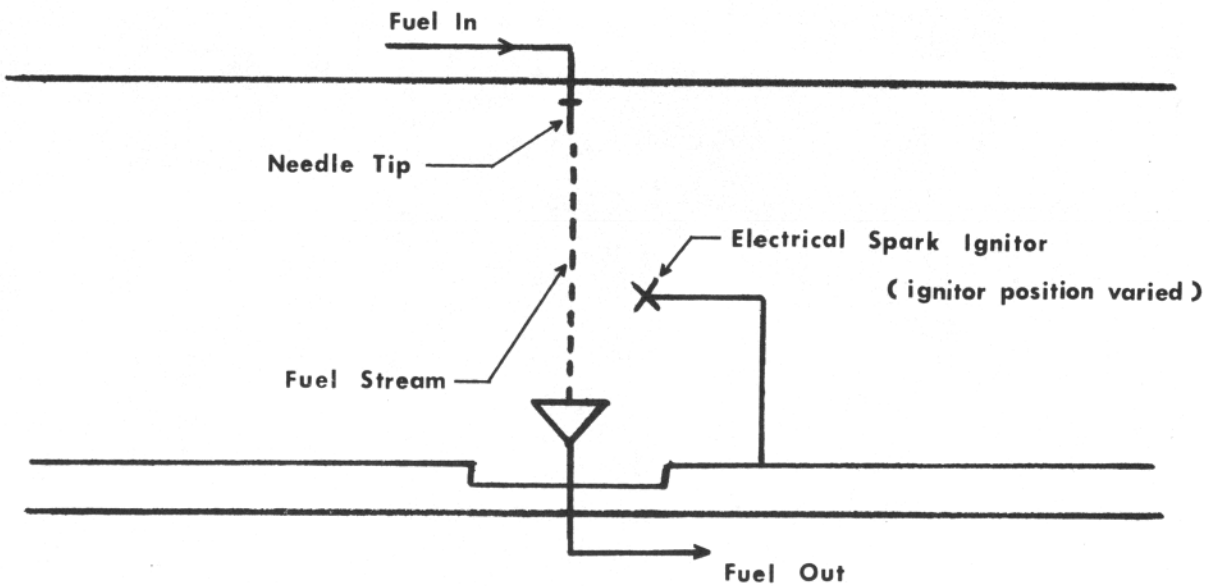 Fuel In
Needle Tip
Electrical Spark Ignitor
( ignitor position varied )
Fuel Stream
Fuel Out